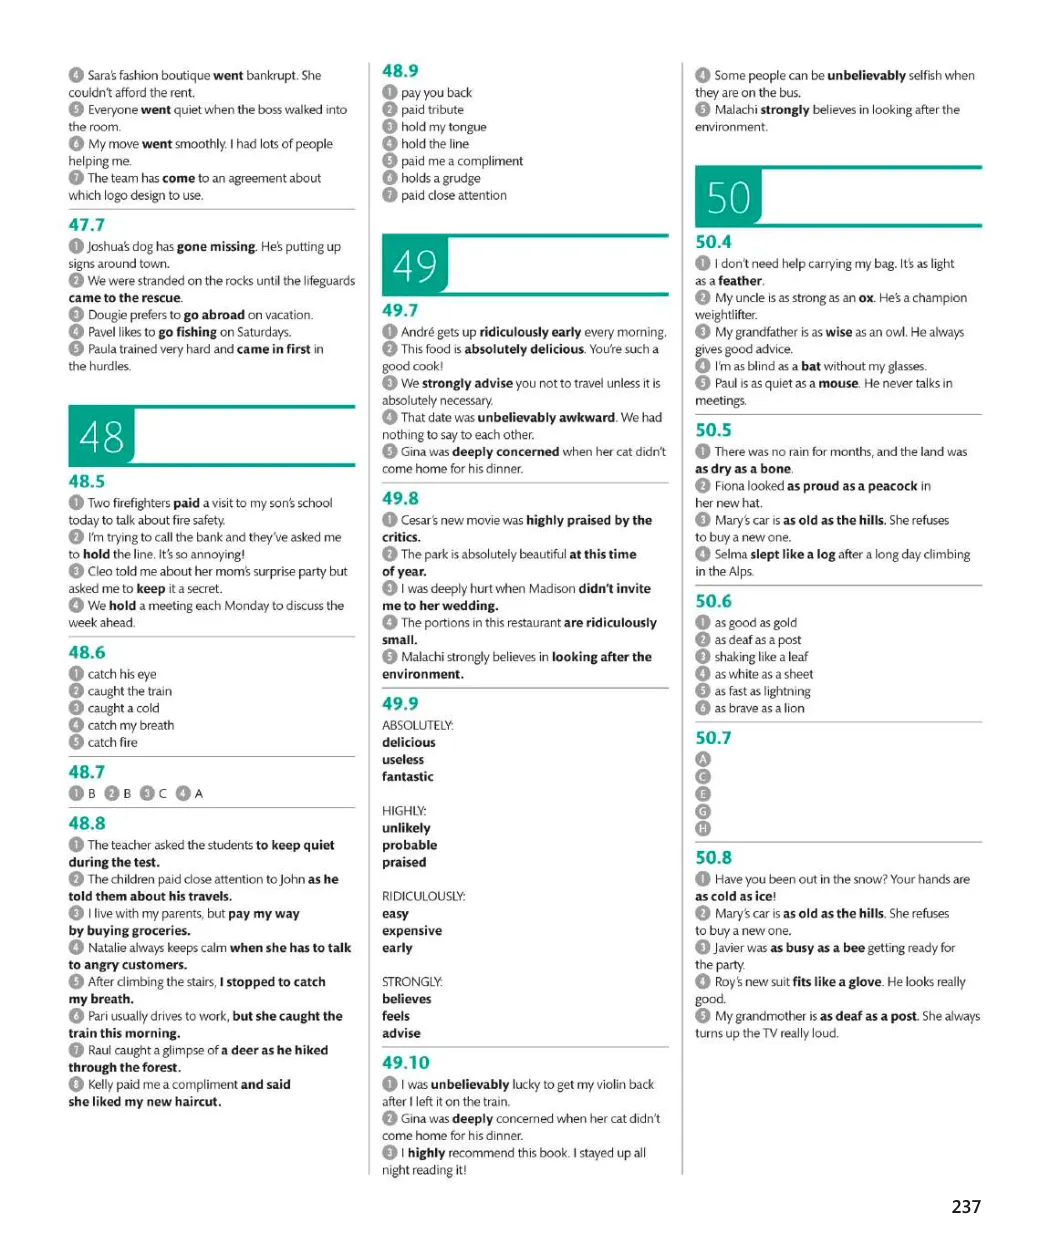 4 Sara's fashion boutique went bankrupt. She
couldn't afford the rent.
5 Everyone went quiet when the boss walked into
the room.
6 My move went smoothly. I had lots of people
helping me.
7 The team has come to an agreement about
which logo design to use.
47.7
1 Joshua's dog has gone missing. He's putting up
signs around town.
2 We were stranded on the rocks until the lifeguards
came to the rescue.
3 Dougie prefers to go abroad on vacation.
4 Pavel likes to go fishing on Saturdays.
5 Paula trained very hard and came in first in
the hurdles.
48
48.5
1 Two firefighters paid a visit to my son's school
today to talk about fire safety.
2 I'm trying to call the bank and they've asked me
to hold the line. It's so annoying!
3 Cleo told me about her mom's surprise party but
asked me to keep it a secret.
4 We hold a meeting each Monday to discuss the
week ahead.
48.6
1 catch his eye
2 caught the train
3 caught a cold
4 catch my breath
5 catch fire
48.7
1 B 2 B 3 C 4 A
48.8
1 The teacher asked the students to keep quiet
during the test.
2 The children paid close attention to John as he
told them about his travels.
3 I live with my parents, but pay my way
by buying groceries.
4 Natalie always keeps calm when she has to talk
to angry customers.
5 After climbing the stairs, I stopped to catch
my breath.
6 Pari usually drives to work, but she caught the
train this morning.
7 Raul caught a glimpse of a deer as he hiked
through the forest.
8 Kelly paid me a compliment and said
she liked my new haircut.
48.9
1 pay you back
2 paid tribute
3 hold my tongue
4 hold the line
5 paid me a compliment
6 holds a grudge
7 paid close attention
49
49.7
1 André gets up ridiculously early every morning.
2 This food is absolutely delicious. You're such a
good cook!
3 We strongly advise you not to travel unless it is
absolutely necessary.
4 That date was unbelievably awkward. We had
nothing to say to each other.
5 Gina was deeply concerned when her cat didn't
come home for his dinner.
49.8
1 Cesar's new movie was highly praised by the
critics.
2 The park is absolutely beautiful at this time
of year.
3 I was deeply hurt when Madison didn't invite
me to her wedding.
4 The portions in this restaurant are ridiculously
small.
5 Malachi strongly believes in looking after the
environment.
49.9
ABSOLUTELY:
delicious
useless
fantastic
HIGHLY:
unlikely
probable
praised
RIDICULOUSLY:
easy
expensive
early
STRONGLY:
believes
feels
advise
49.10
1 I was unbelievably lucky to get my violin back
after I left it on the train.
2 Gina was deeply concerned when her cat didn't
come home for his dinner.
3 I highly recommend this book. I stayed up all
night reading it!
4 Some people can be unbelievably selfish when
they are on the bus.
5 Malachi strongly believes in looking after the
environment.
50
50.4
1 I don't need help carrying my bag. It's as light
as a feather.
2 My uncle is as strong as an ox. He's a champion
weightlifter.
3 My grandfather is as wise as an owl. He always
gives good advice.
4 I'm as blind as a bat without my glasses.
5 Paul is as quiet as a mouse. He never talks in
meetings.
50.5
1 There was no rain for months, and the land was
as dry as a bone.
2 Fiona looked as proud as a peacock in
her new hat.
3 Mary's car is as old as the hills. She refuses
to buy a new one.
4 Selma slept like a log after a long day climbing
in the Alps.
50.6
1 as good as gold
2 as deaf as a post
3 shaking like a leaf
4 as white as a sheet
5 as fast as lightning
6 as brave as a lion
50.7
A
C
E
G
H
50.8
1 Have you been out in the snow? Your hands are
as cold as ice!
2 Mary's car is as old as the hills. She refuses
to buy a new one.
3 Javier was as busy as a bee getting ready for
the party.
4 Roy's new suit fits like a glove. He looks really
good.
5 My grandmother is as deaf as a post. She always
turns up the TV really loud.
237